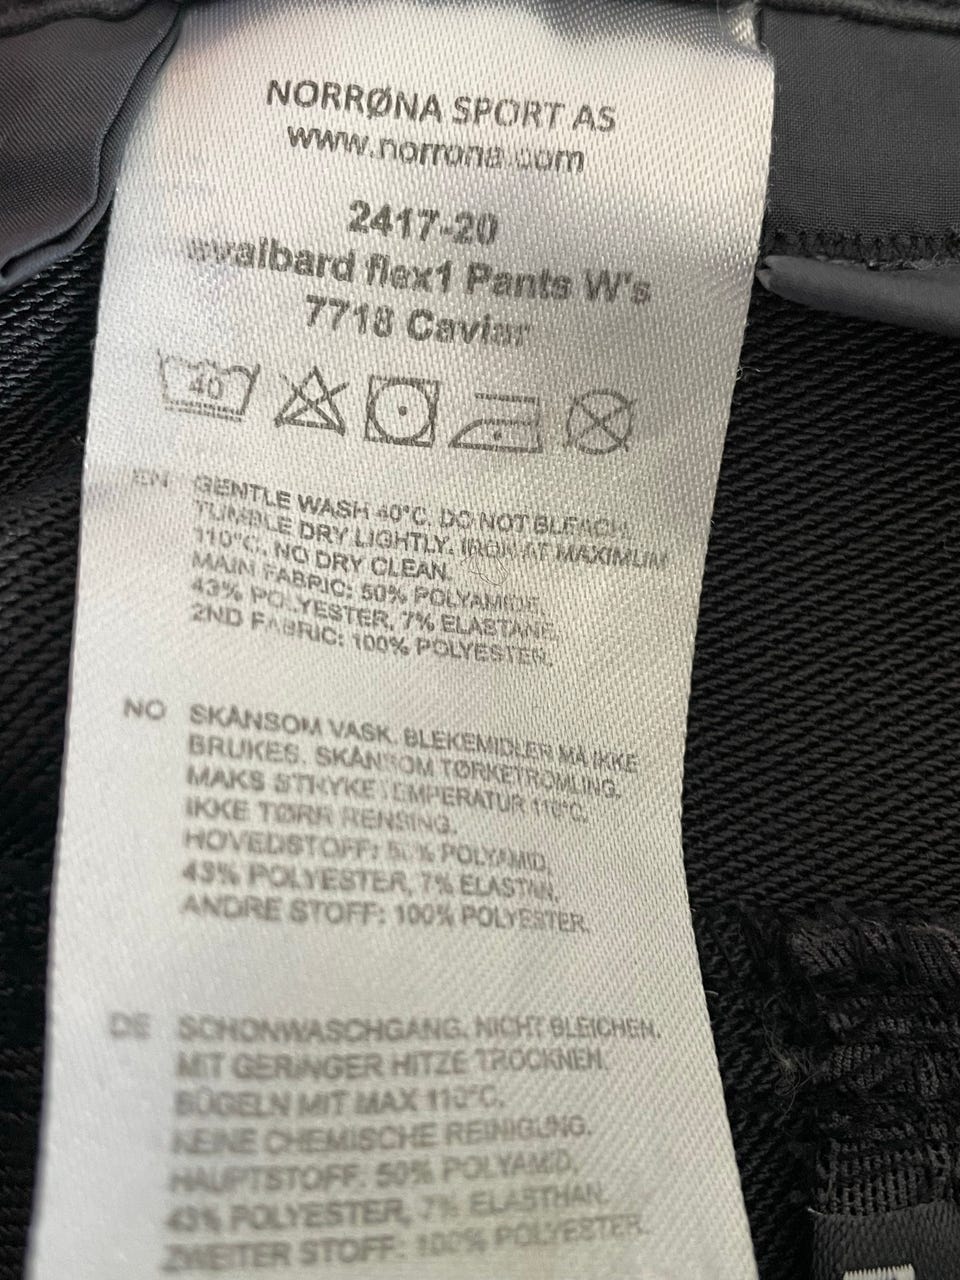 NORRØNA SPORT AS
www.norrona.com
2417-20
svalbard flex1 Pants W's
7718 Caviar
40
EN GENTLE WASH 40°C. DO NOT BLEACH.
TUMBLE DRY LIGHTLY. IRON AT MAXIMUM
110°C. NO DRY CLEAN.
MAIN FABRIC: 50% POLYAMIDE,
43% POLYESTER, 7% ELASTANE.
2ND FABRIC: 100% POLYESTER.
NO SKÅNSOM VASK. BLEKEMIDLER MÅ IKKE
BRUKES. SKÅNSOM TØRKETROMLING.
MAKS STRYKETEMPERATUR 110°C.
IKKE TØRR RENSING.
HOVEDSTOFF: 50% POLYAMID,
43% POLYESTER, 7% ELASTAN.
ANDRE STOFF: 100% POLYESTER.
DE SCHONWASCHGANG. NICHT BLEICHEN.
MIT GERINGER HITZE TROCKNEN.
BÜGELN MIT MAX 110°C.
KEINE CHEMISCHE REINIGUNG.
HAUPTSTOFF: 50% POLYAMID,
43% POLYESTER, 7% ELASTHAN.
ZWEITER STOFF: 100% POLYESTER.